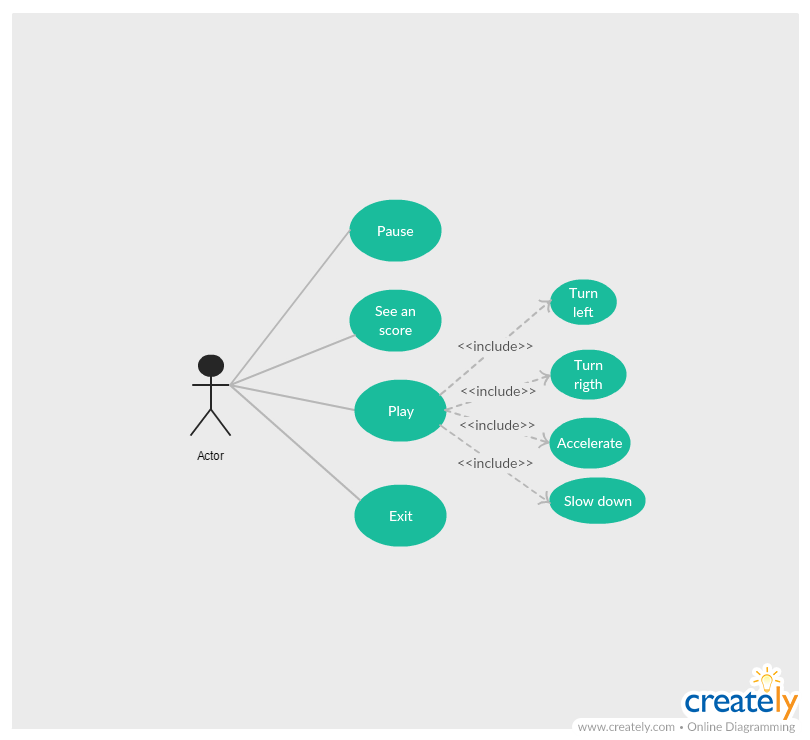 Pause
See an
score
Play
Exit
Actor
<<include>>
<<include>>
<<include>>
<<include>>
Turn
left
Turn
rigth
Accelerate
Slow down
creately
www.creately.com • Online Diagramming